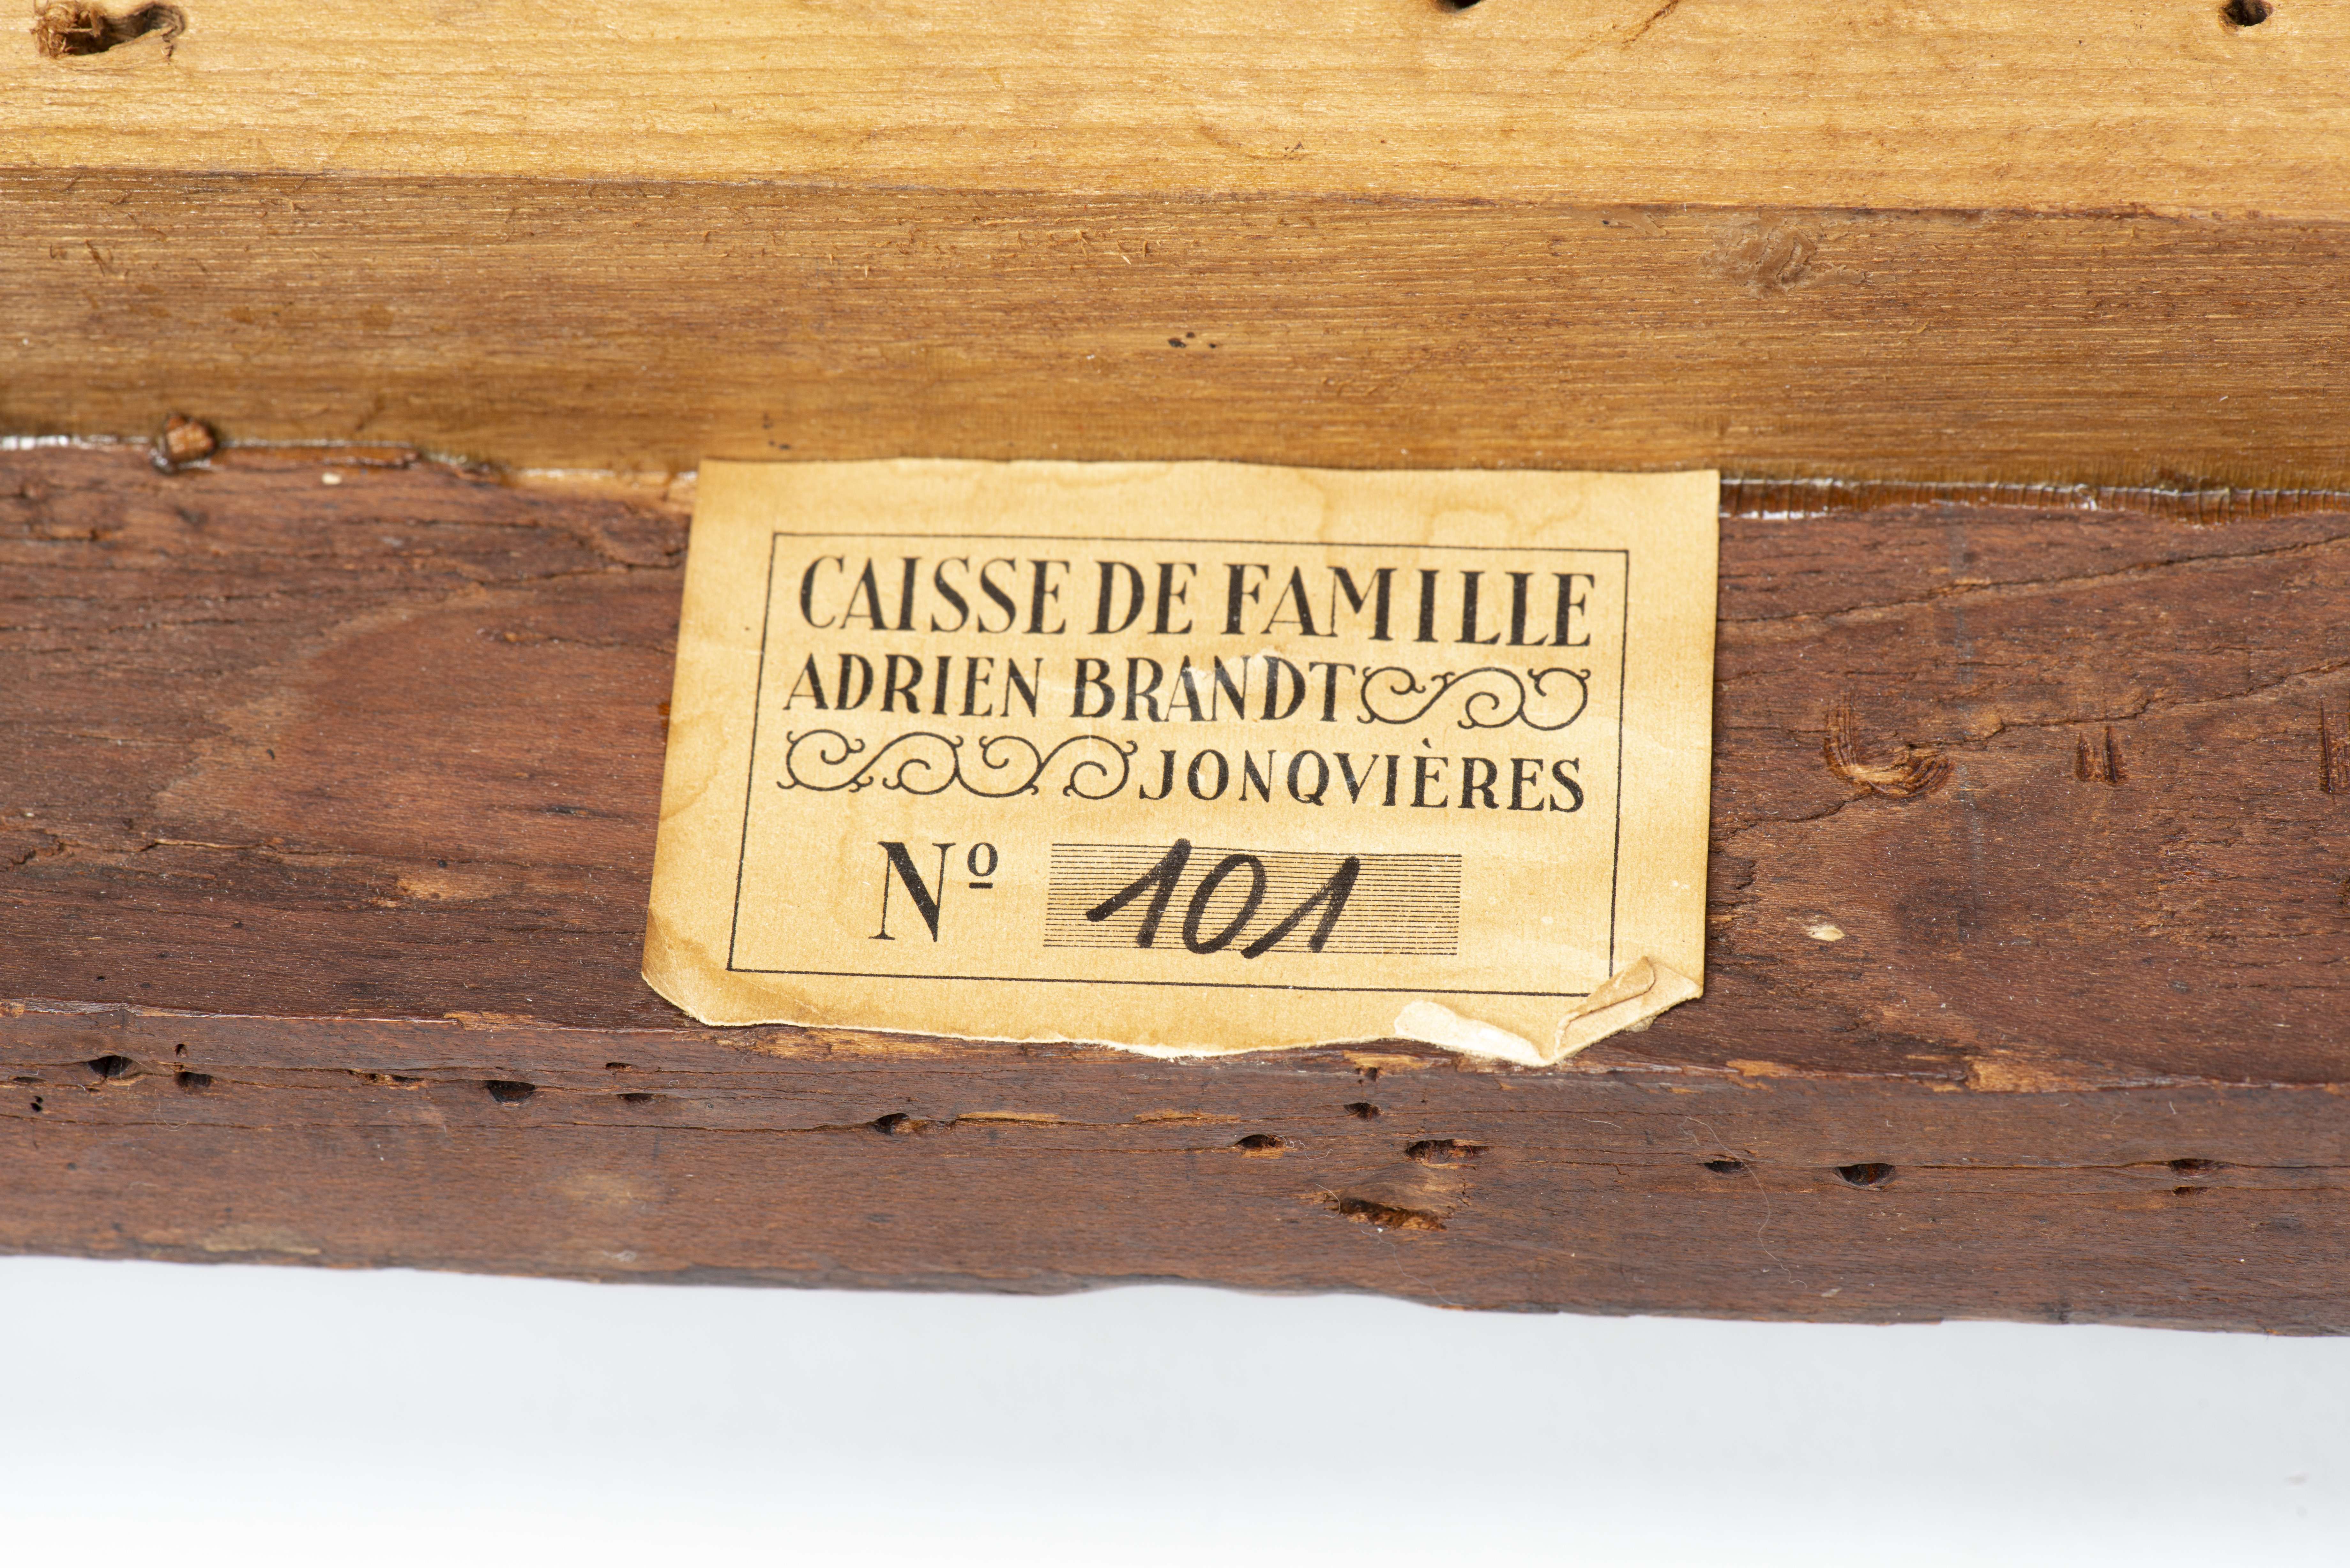 CAISSE DE FAMILLE
ADRIEN BRANDT
JONQVIÈRES
Nº 101